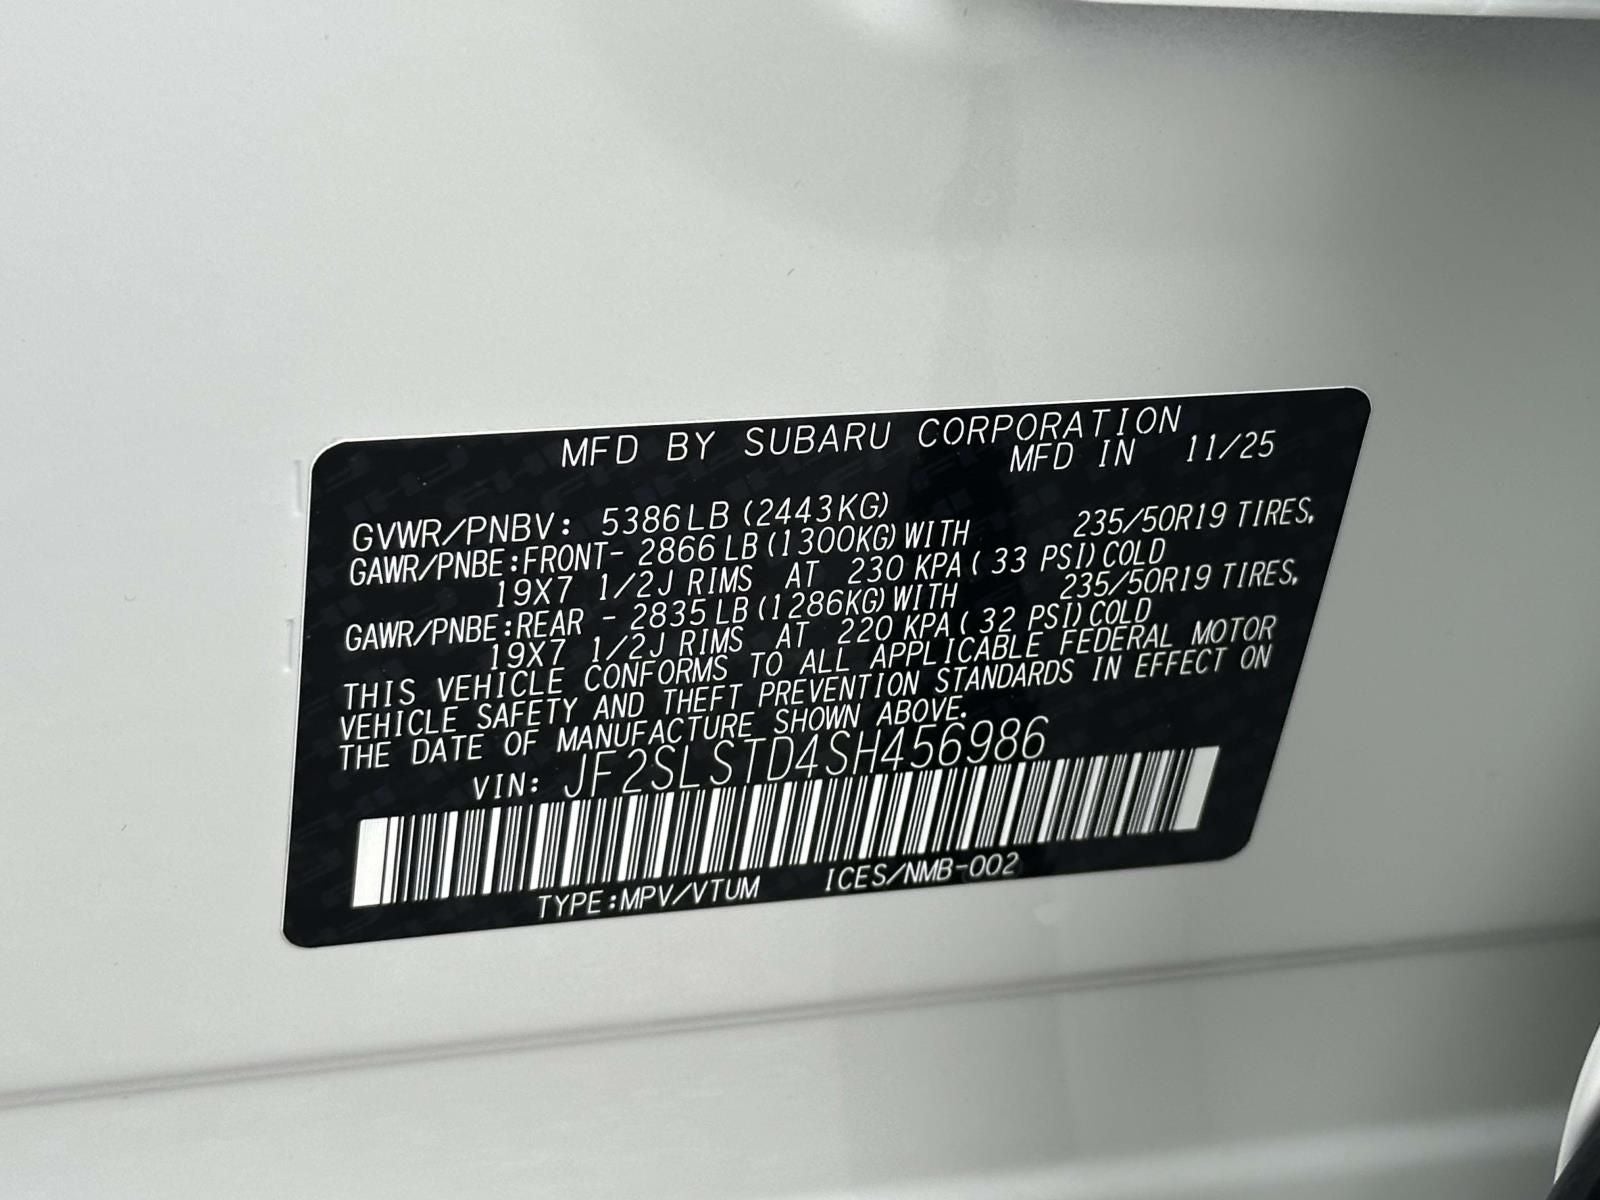 MFD BY SUBARU CORPORATION
MFD IN 11/25
GVWR/PNBV: 5386LB (2443KG)
GAWR/PNBE:FRONT- 2866 LB (1300KG) WITH 235/50R19 TIRES,
19X7 1/2J RIMS AT 230 KPA ( 33 PSI) COLD
GAWR/PNBE:REAR - 2835 LB (1286KG) WITH 235/50R19 TIRES,
19X7 1/2J RIMS AT 220 KPA ( 32 PSI) COLD
THIS VEHICLE CONFORMS TO ALL APPLICABLE FEDERAL MOTOR
VEHICLE SAFETY AND THEFT PREVENTION STANDARDS IN EFFECT ON
THE DATE OF MANUFACTURE SHOWN ABOVE.
VIN: JF2SLSTD4SH456986
TYPE:MPV/VTUM ICES/NMB-002